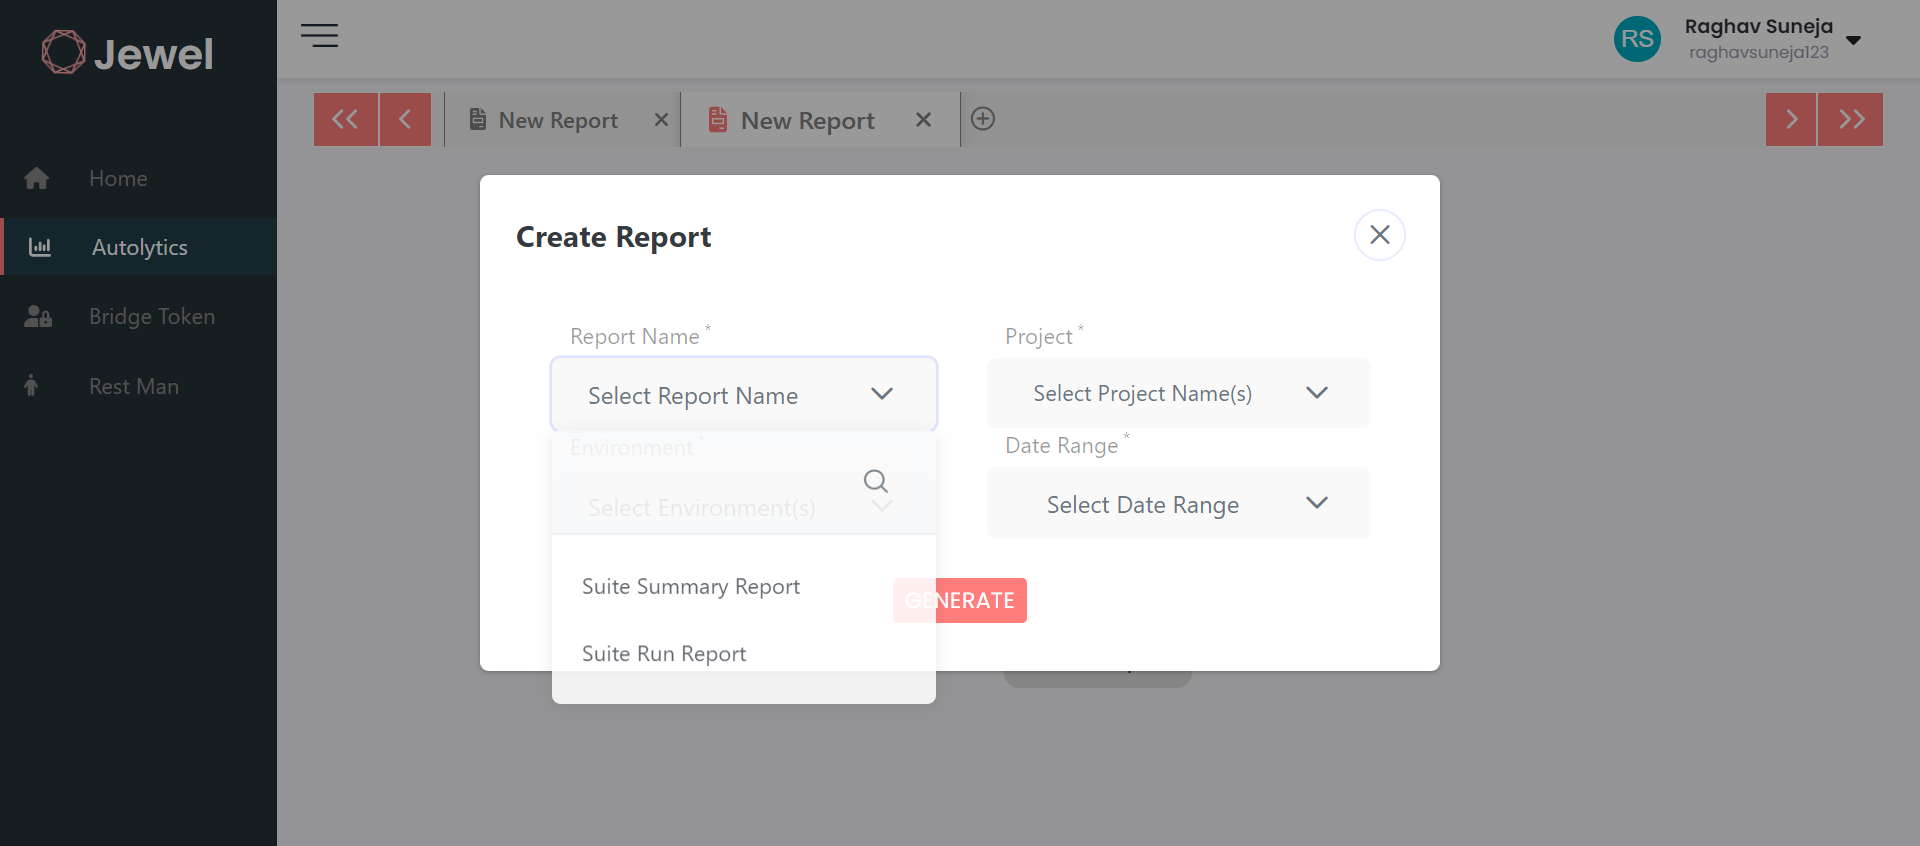 Jewel
Raghav Suneja
raghavsuneja123
RS
New Report
New Report
Home
Autolytics
Bridge Token
Rest Man
Create Report
Report Name *
Project *
Select Report Name
Select Project Name(s)
Environment *
Date Range *
Select Environment(s)
Select Date Range
Suite Summary Report
GENERATE
Suite Run Report